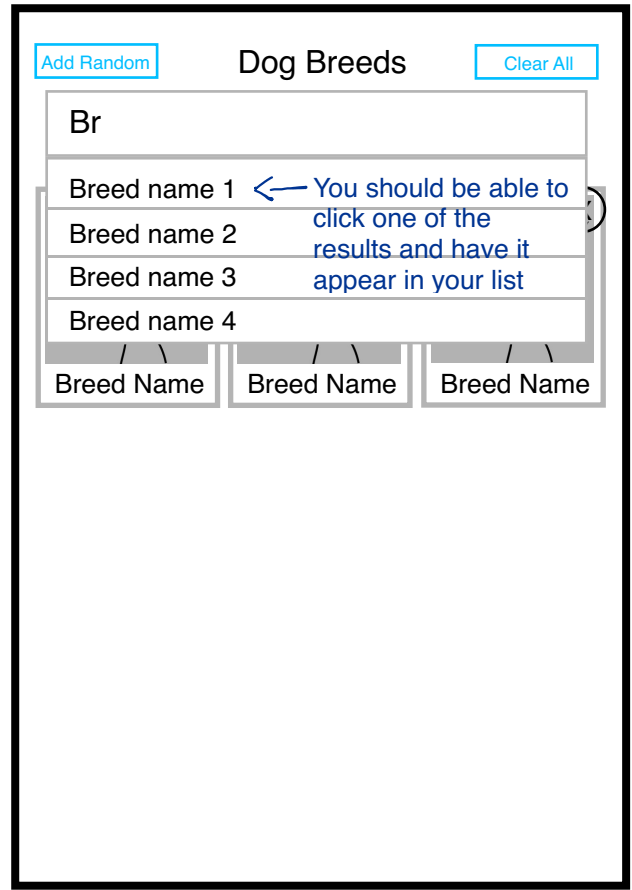 Add Random
Dog Breeds
Clear All
Br
Breed name 1
You should be able to
click one of the
Breed name 2
results and have it
Breed name 3
appear in your list
Breed name 4
Breed Name
Breed Name
Breed Name